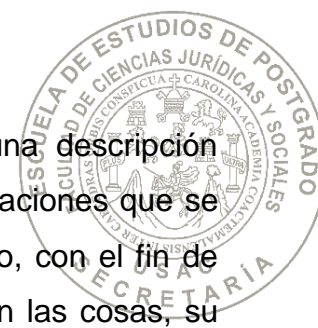 ESCUELA DE ESTUDIOS DE POSTGRADO
FACULTAD DE CIENCIAS JURÍDICAS Y SOCIALES
una descripción
aciones que se
o, con el fin de
n las cosas, su
USAC
SECRETARÍA